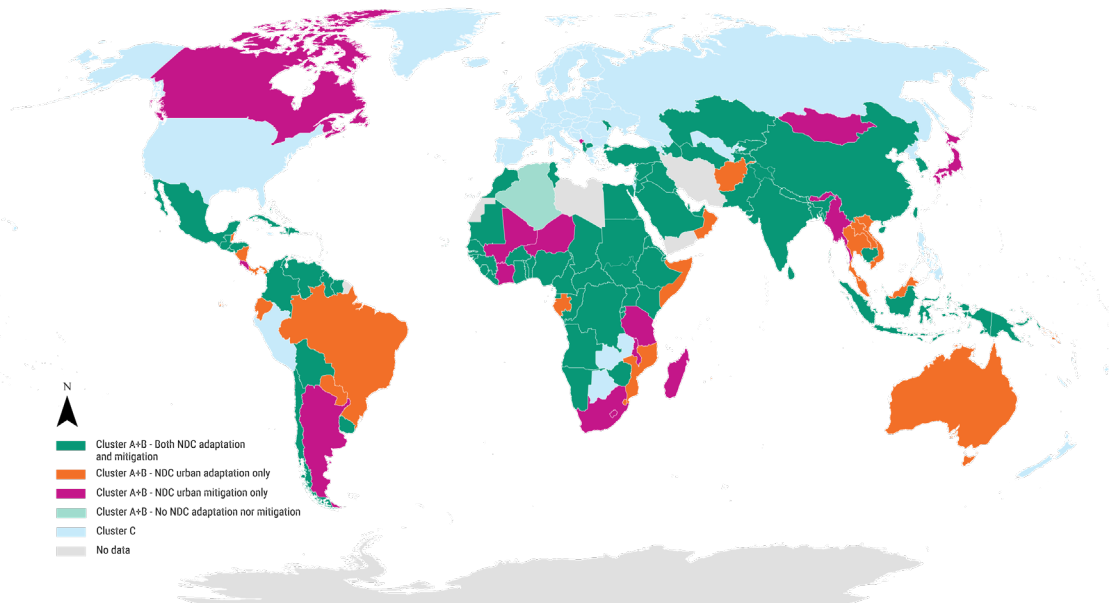 N
Cluster A+B - Both NDC adaptation
and mitigation
Cluster A+B - NDC urban adaptation only
Cluster A+B - NDC urban mitigation only
Cluster A+B - No NDC adaptation nor mitigation
Cluster C
No data